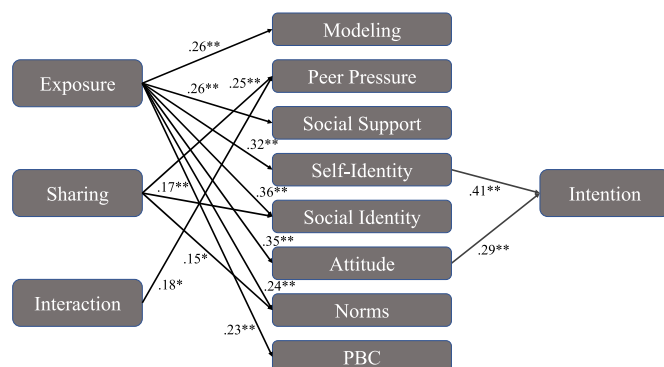 Modeling
.26**
Exposure
Peer Pressure
.25**
.26**
Social Support
.32**
Self-Identity
Sharing
.17**
.36**
.41**
Intention
Social Identity
.35**
.15*
Attitude
.29**
.18*
.24**
Interaction
Norms
.23**
PBC